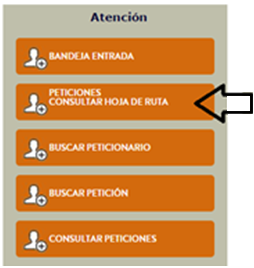 Atención
BANDEJA ENTRADA
PETICIONES
CONSULTAR HOJA DE RUTA
BUSCAR PETICIONARIO
BUSCAR PETICIÓN
CONSULTAR PETICIONES